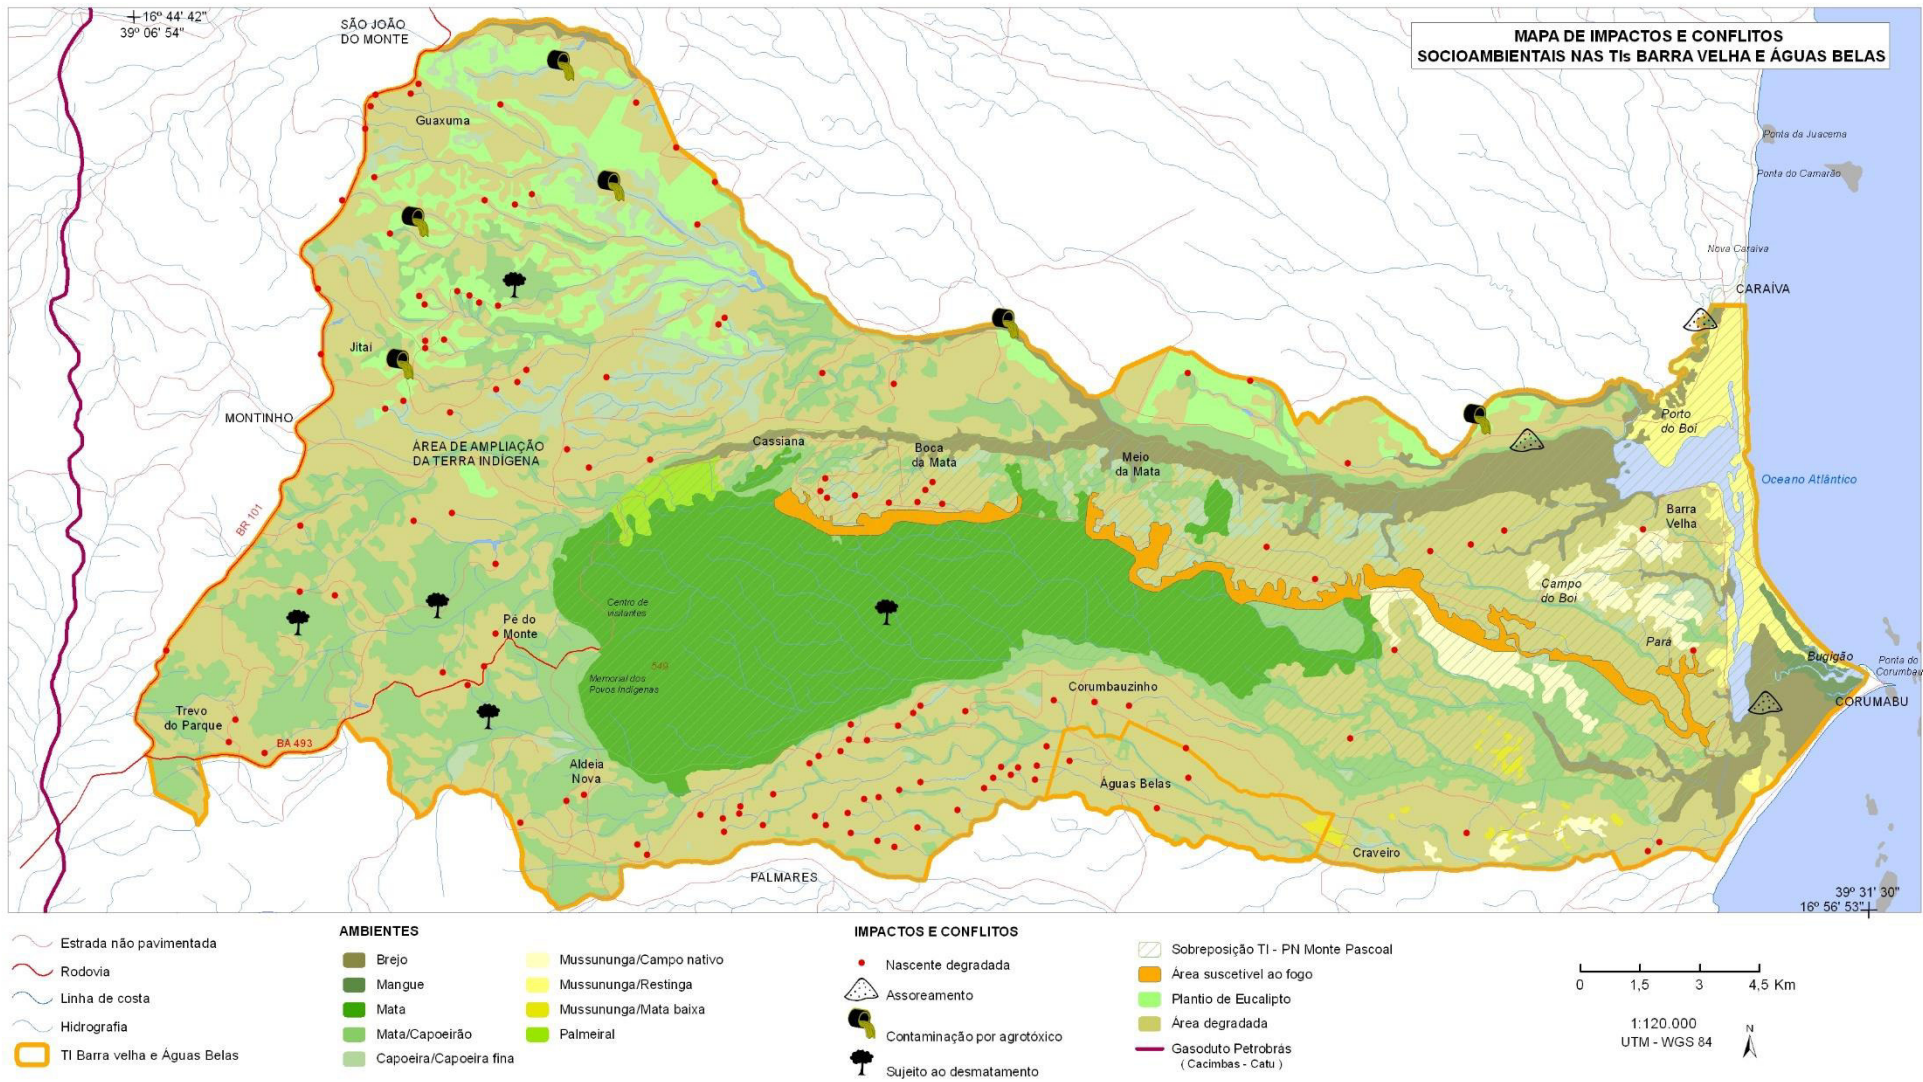 16º 44' 42"
39º 06' 54"
SÃO JOÃO
DO MONTE
MAPA DE IMPACTOS E CONFLITOS
SOCIOAMBIENTAIS NAS TIs BARRA VELHA E ÁGUAS BELAS
Guaxuma
Ponta da Juacema
Ponta do Camarão
Nova Caraíva
CARAÍVA
Jitaí
MONTINHO
ÁREA DE AMPLIAÇÃO
DA TERRA INDÍGENA
Cassiana
Boca
da Mata
Meio
da Mata
Porto
do Boi
Oceano Atlântico
BR 101
Barra
Velha
Campo
do Boi
Centro de
visitantes
Pé do
Monte
Pará
Bugigão
Ponta do
Corumbau
549
Memorial dos
Povos Indígenas
Corumbauzinho
CORUMABU
Trevo
do Parque
BA 493
Aldeia
Nova
Águas Belas
Craveiro
PALMARES
39º 31' 30"
16º 56' 53"
Estrada não pavimentada
Rodovia
Linha de costa
Hidrografia
TI Barra velha e Águas Belas
AMBIENTES
Brejo
Mangue
Mata
Mata/Capoeirão
Capoeira/Capoeira fina
Mussununga/Campo nativo
Mussununga/Restinga
Mussununga/Mata baixa
Palmeiral
IMPACTOS E CONFLITOS
Nascente degradada
Assoreamento
Contaminação por agrotóxico
Sujeito ao desmatamento
Sobreposição TI - PN Monte Pascoal
Área suscetivel ao fogo
Plantio de Eucalipto
Área degradada
Gasoduto Petrobrás
( Cacimbas - Catu )
0 1,5 3 4,5 Km
1:120.000
UTM - WGS 84
N